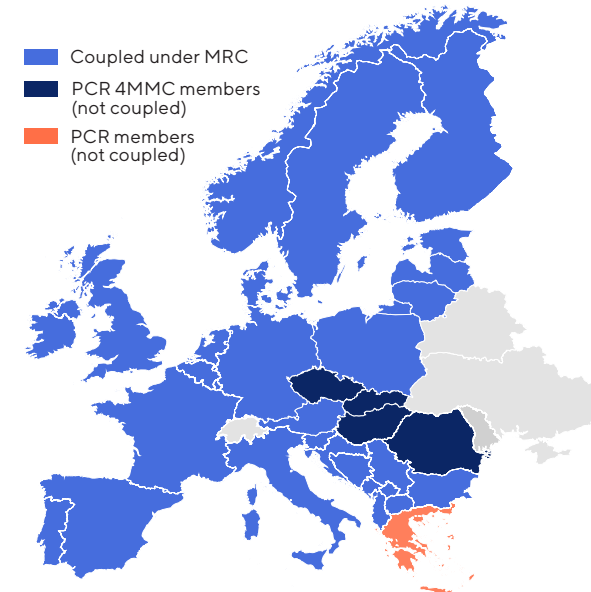 Coupled under MRC
PCR 4MMC members
(not coupled)
PCR members
(not coupled)